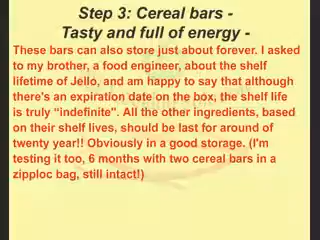 Step 3: Cereal bars -
Tasty and full of energy -
These bars can also store just about forever. I asked
to my brother, a food engineer, about the shelf
lifetime of Jello, and am happy to say that although
there's an expiration date on the box, the shelf life
is truly “indefinite". All the other ingredients, based
on their shelf lives, should be last for around of
twenty year!! Obviously in a good storage. (I'm
testing it too, 6 months with two cereal bars in a
ziploc bag, still intact!)